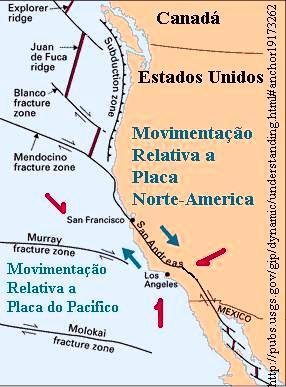 Explorer
ridge
Canadá
Juan
de Fuca
ridge
Subduction zone
Estados Unidos
Blanco
fracture
zone
Movimentação
Relativa a
Placa
Norte-America
Mendocino
fracture zone
San Francisco
San Andreas
Murray
fracture zone
Movimentação
Relativa a
Placa do Pacifico
Los
Angeles
MEXICO
Molokai
fracture zone
http://pubs.usgs.gov/gip/dynamic/understanding.html#anchor19173262